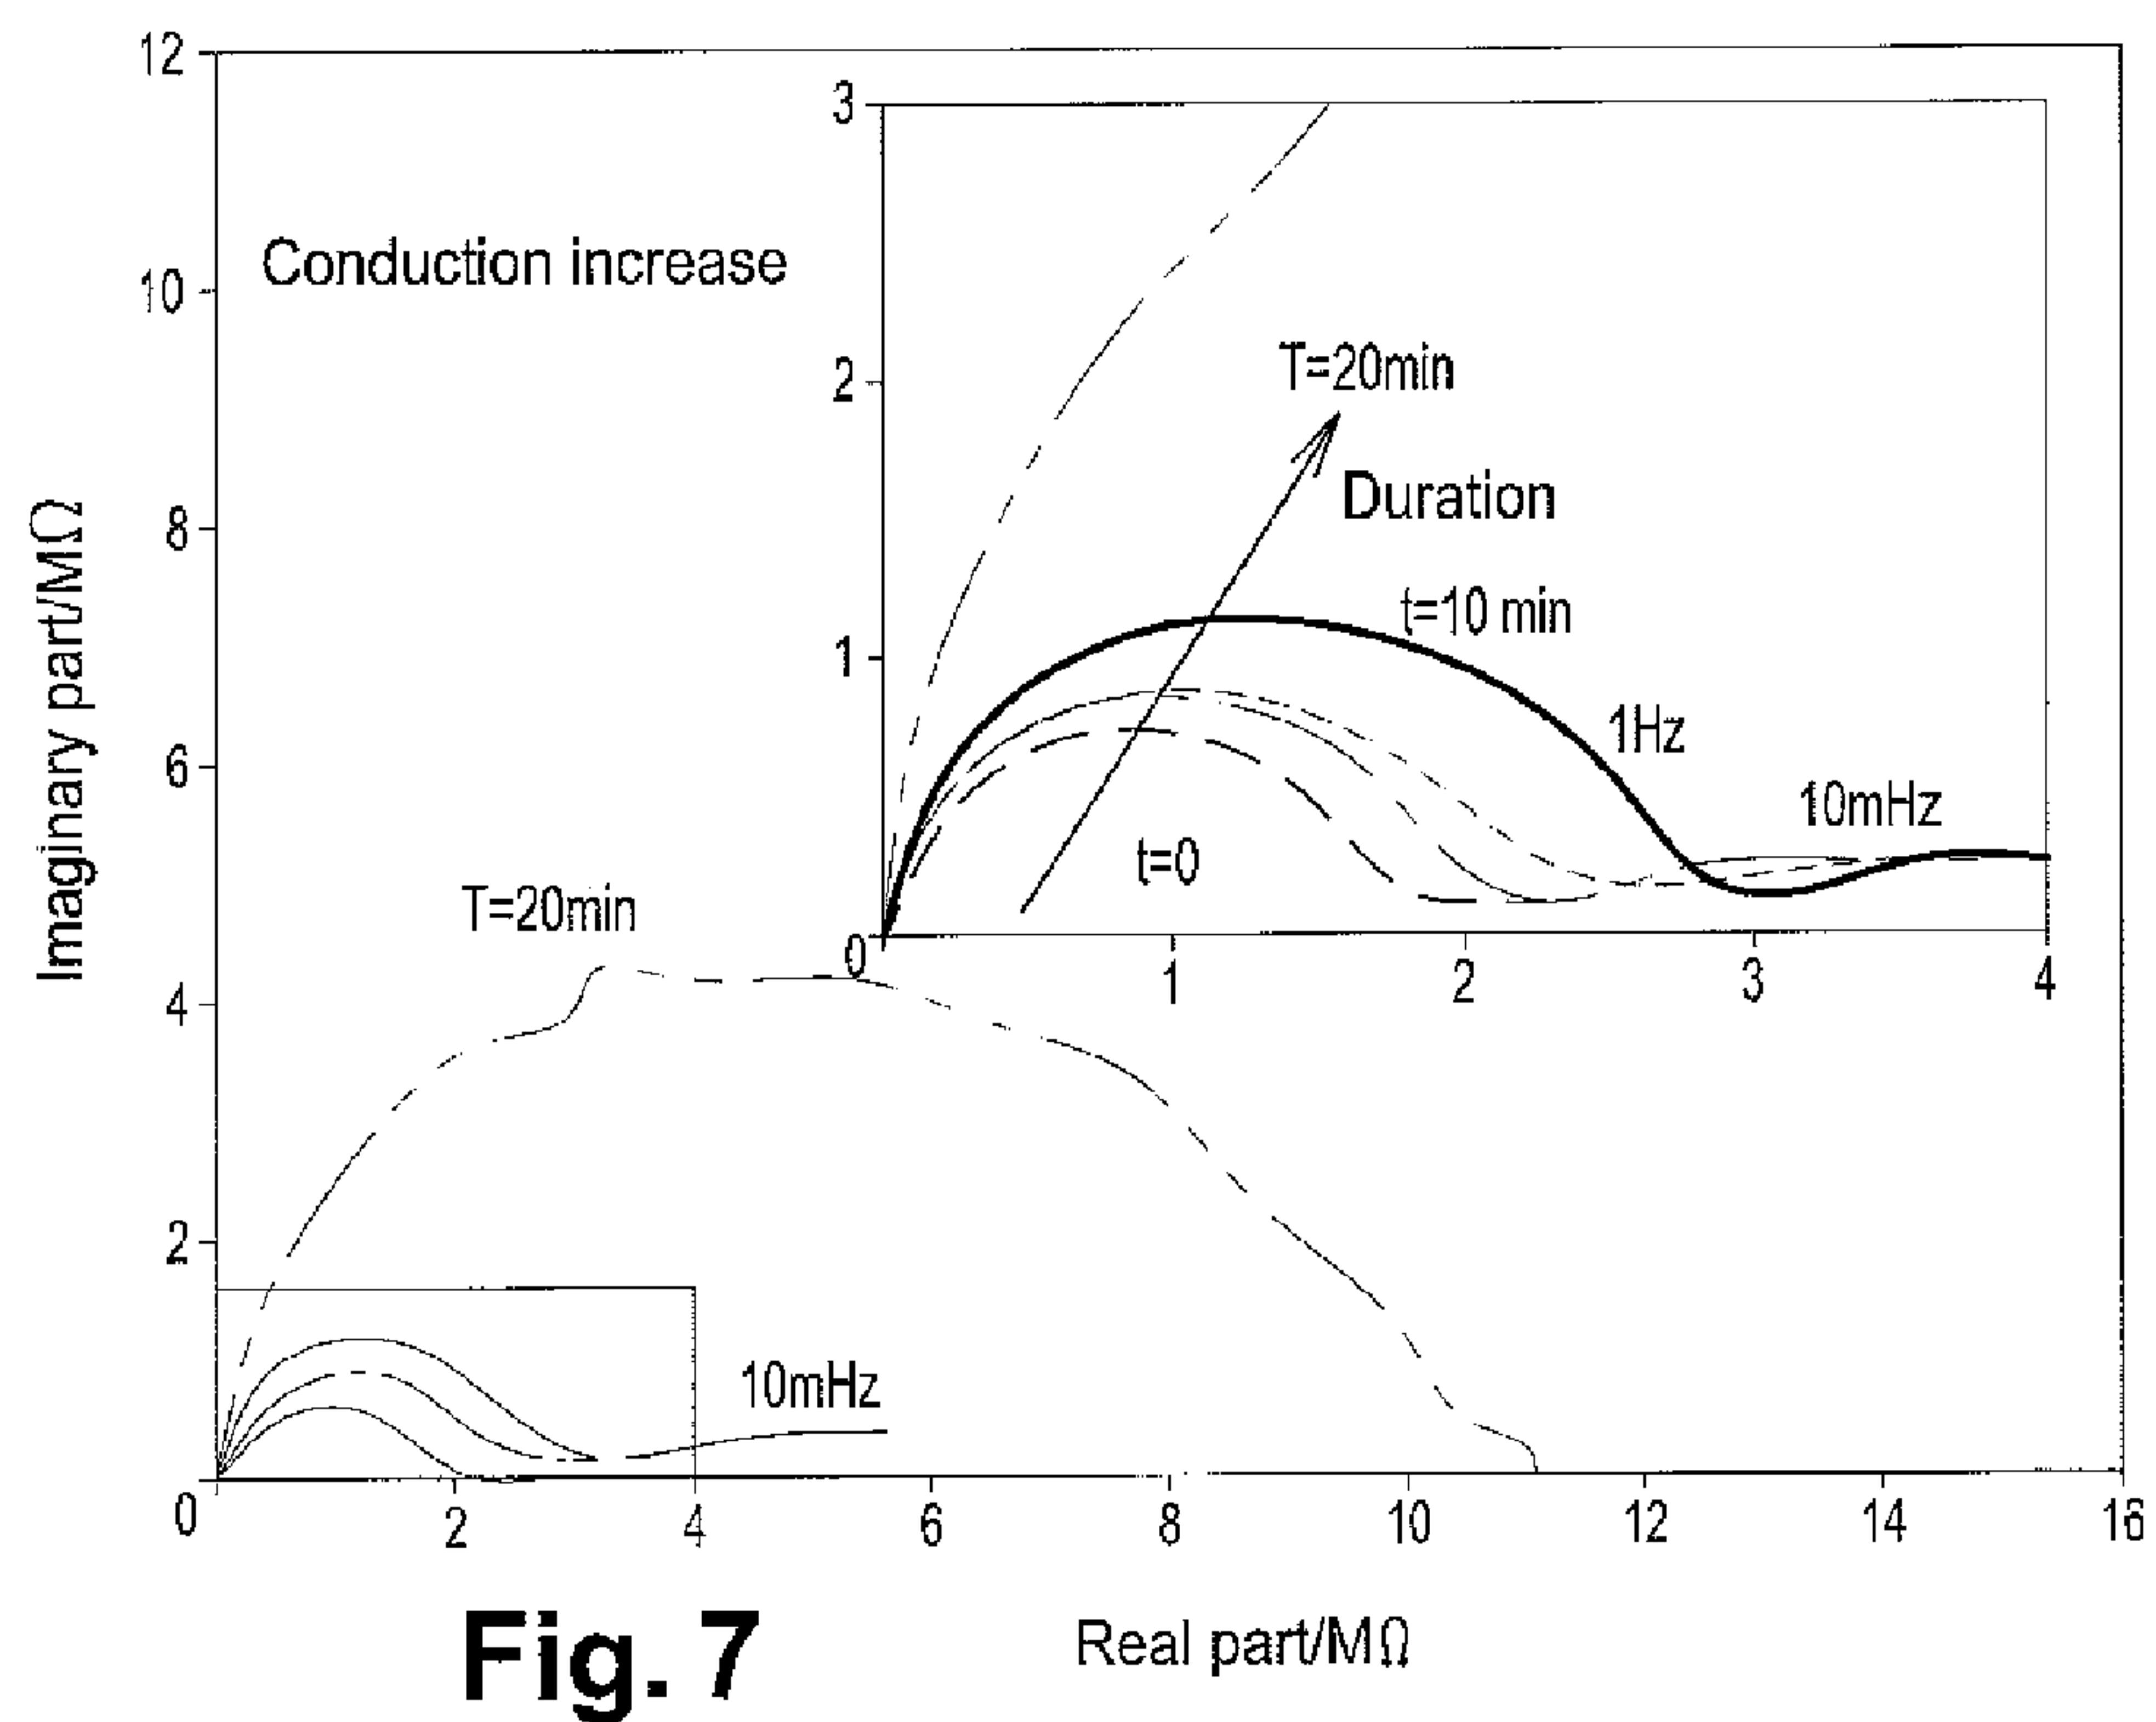 12
10
8
6
4
2
0
2
4
6
8
10
12
14
16
Imaginary part/MΩ
Real part/MΩ
Conduction increase
3
2
1
0
1
2
3
4
T=20min
Duration
t=10 min
1Hz
10mHz
t=0
T=20min
10mHz
Fig. 7